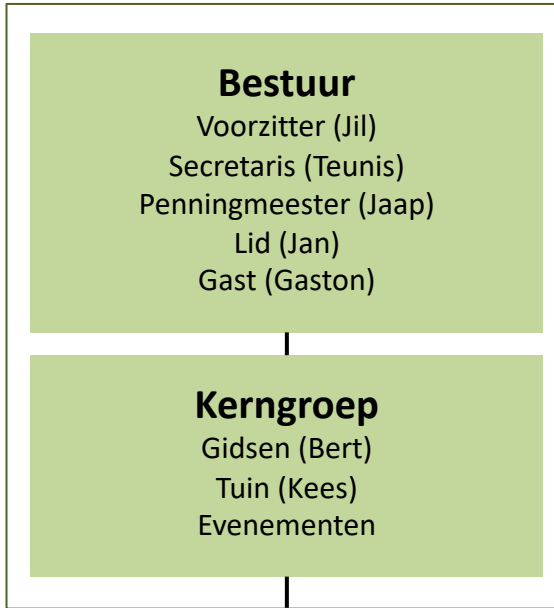 Bestuur
Voorzitter (Jil)
Secretaris (Teunis)
Penningmeester (Jaap)
Lid (Jan)
Gast (Gaston)
Kerngroep
Gidsen (Bert)
Tuin (Kees)
Evenementen